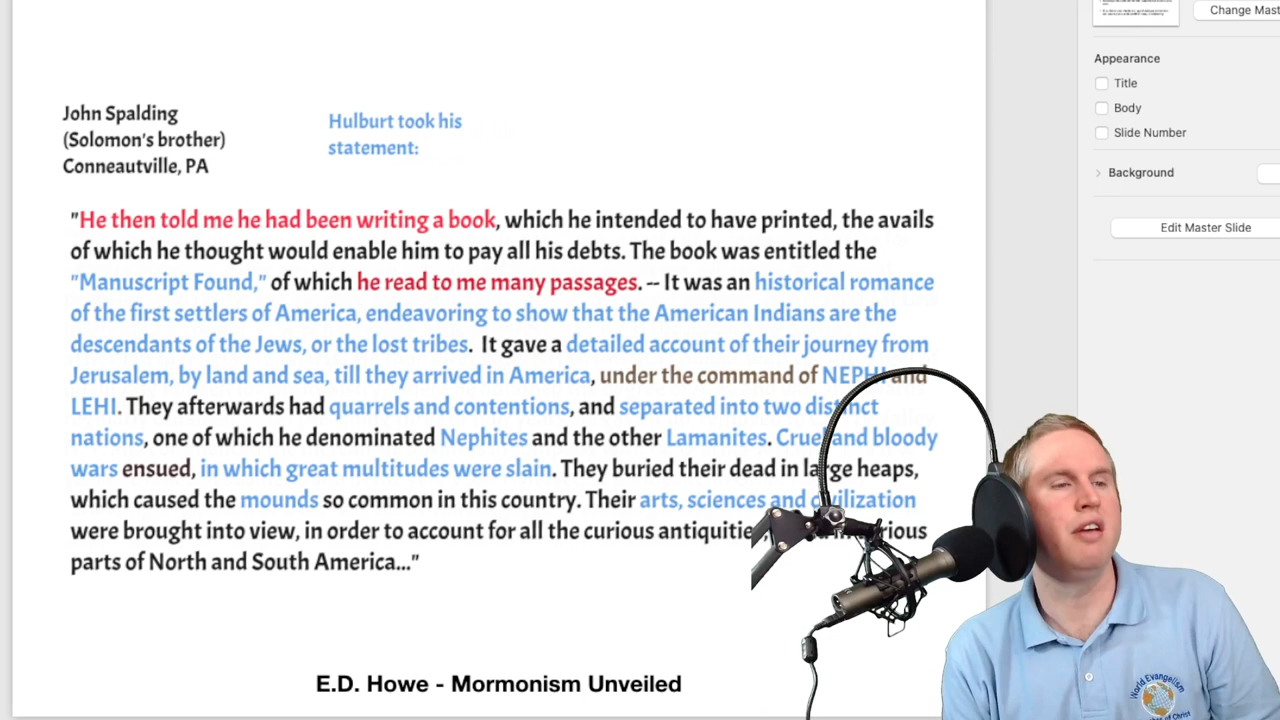 Change Mast
Appearance
Title
Body
Slide Number
Background
Edit Master Slide
John Spalding
(Solomon's brother)
Conneautville, PA
Hulburt took his
statement:
"He then told me he had been writing a book, which he intended to have printed, the avails
of which he thought would enable him to pay all his debts. The book was entitled the
"Manuscript Found," of which he read to me many passages. -- It was an historical romance
of the first settlers of America, endeavoring to show that the American Indians are the
descendants of the Jews, or the lost tribes. It gave a detailed account of their journey from
Jerusalem, by land and sea, till they arrived in America, under the command of NEPHI and
LEHI. They afterwards had quarrels and contentions, and separated into two distinct
nations, one of which he denominated Nephites and the other Lamanites. Cruel and bloody
wars ensued, in which great multitudes were slain. They buried their dead in large heaps,
which caused the mounds so common in this country. Their arts, sciences and civilization
were brought into view, in order to account for all the curious antiquitie rious
parts of North and South America..."
E.D. Howe - Mormonism Unveiled
World Evangelism
of Christ